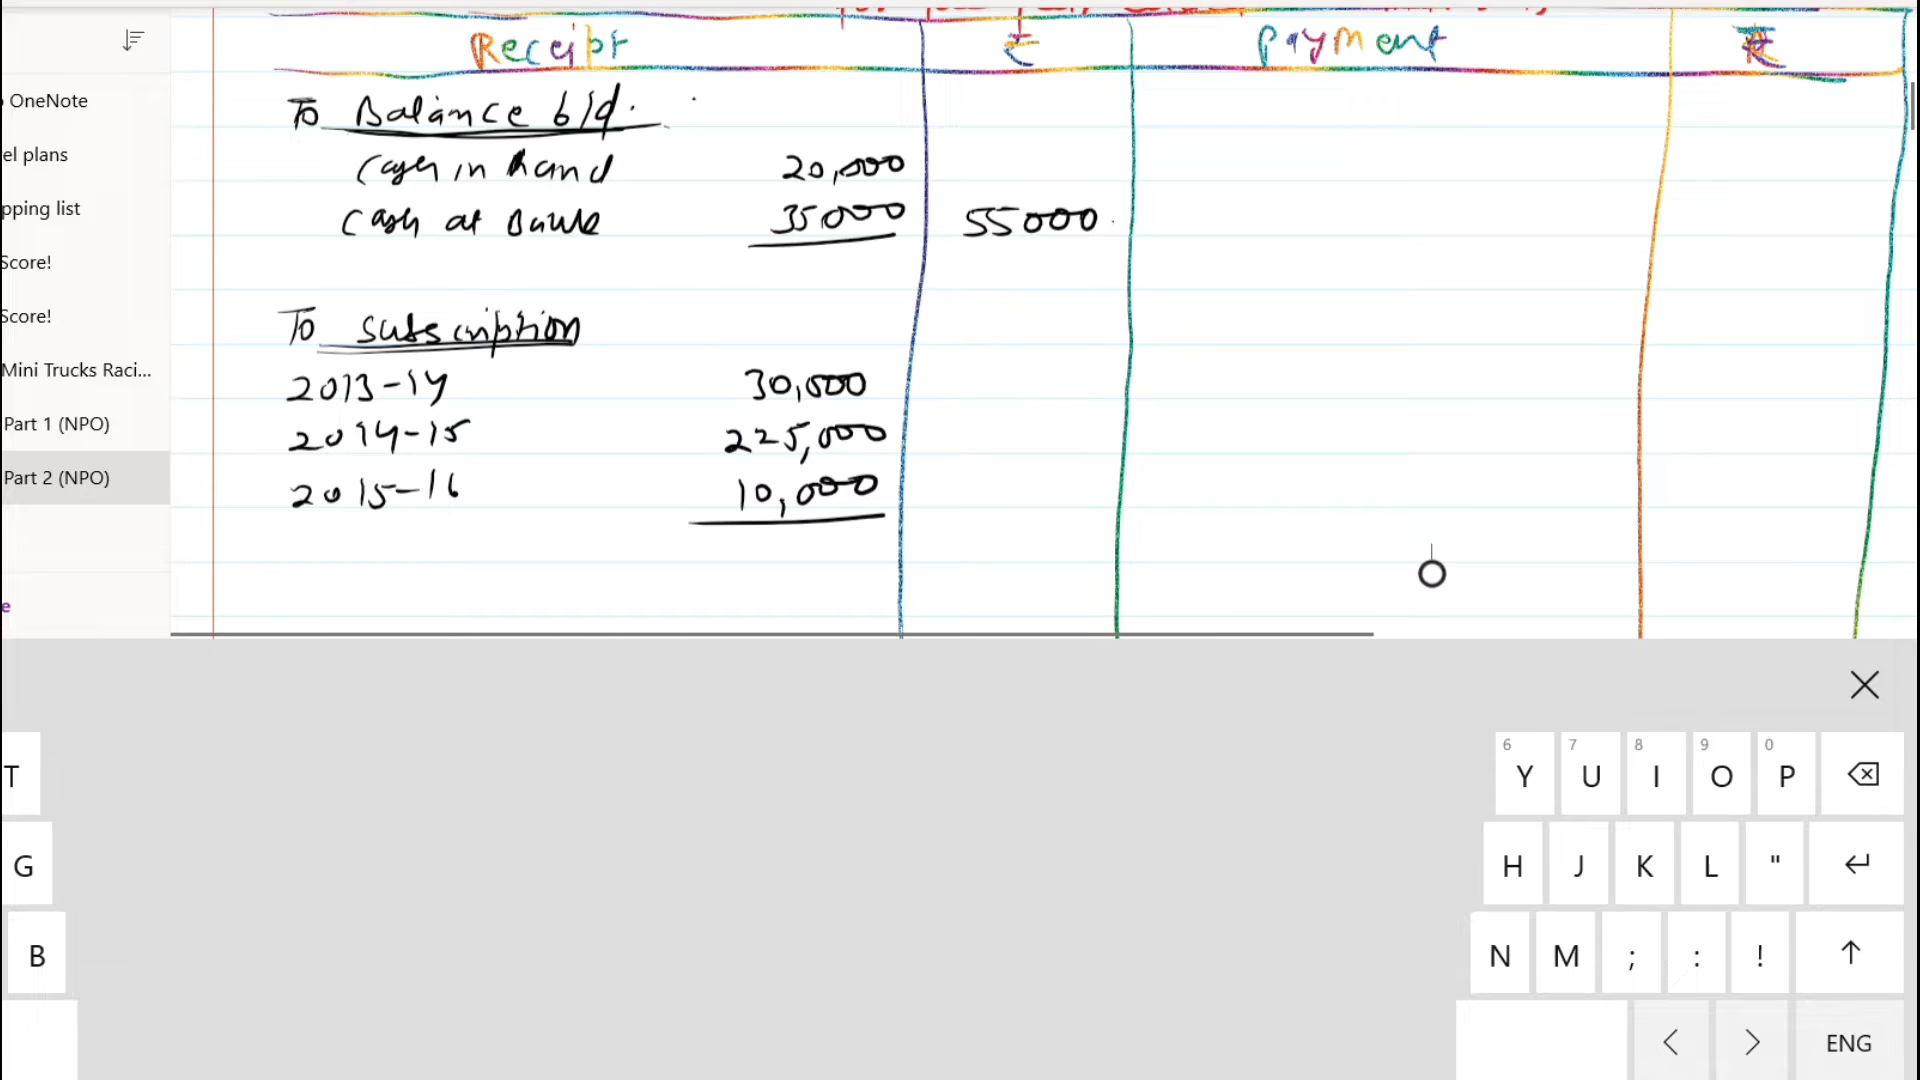 Receipt ₹ Payment ₹
To Balance b/d.
Cash in hand 20,000
Cash at Bank 35000 55000
To Subscription
2013-14 30,000
2014-15 225,000
2015-16 10,000
OneNote
el plans
pping list
Score!
Score!
Mini Trucks Raci...
Part 1 (NPO)
Part 2 (NPO)
e
T
6 7 8 9 0
Y U I O P
G
H J K L "
B
N M ; : !
ENG